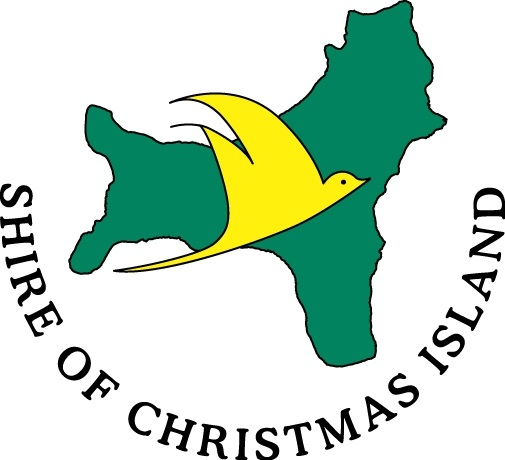 SHIRE OF CHRISTMAS ISLAND